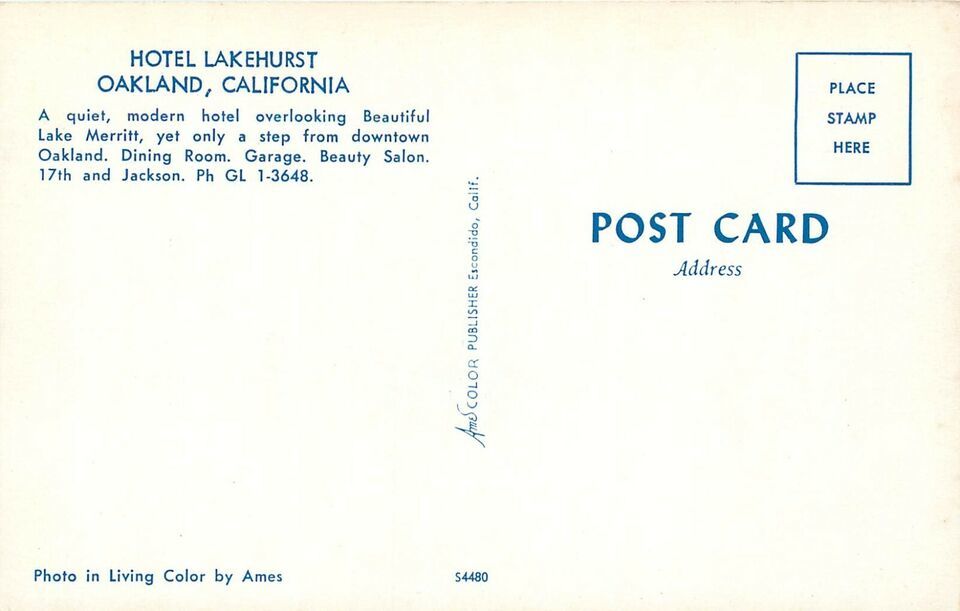 HOTEL LAKEHURST
OAKLAND, CALIFORNIA
A quiet, modern hotel overlooking Beautiful
Lake Merritt, yet only a step from downtown
Oakland. Dining Room. Garage. Beauty Salon.
17th and Jackson. Ph GL 1-3648.
Photo in Living Color by Ames
Ames COLOR PUBLISHER Escondido, Calif.
S4480
PLACE
STAMP
HERE
POST CARD
Address